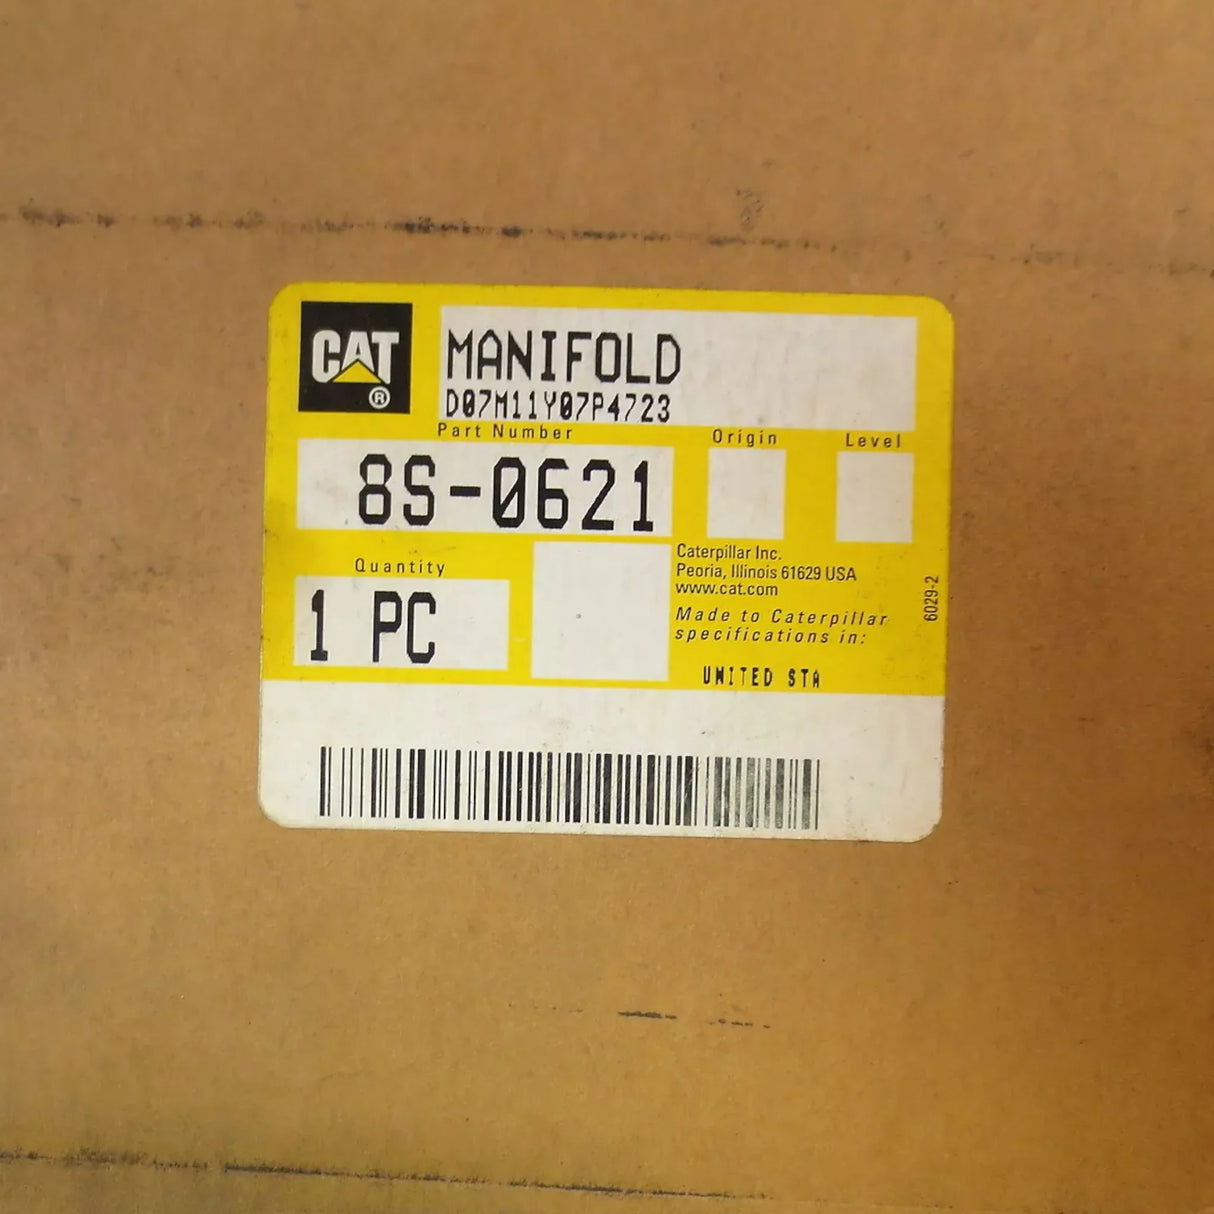 CAT
®
MANIFOLD
D07M11Y07P4723
Part Number
Origin
Level
8S-0621
Quantity
1 PC
Caterpillar Inc.
Peoria, Illinois 61629 USA
www.cat.com
Made to Caterpillar
specifications in:
UNITED STA
6029-2